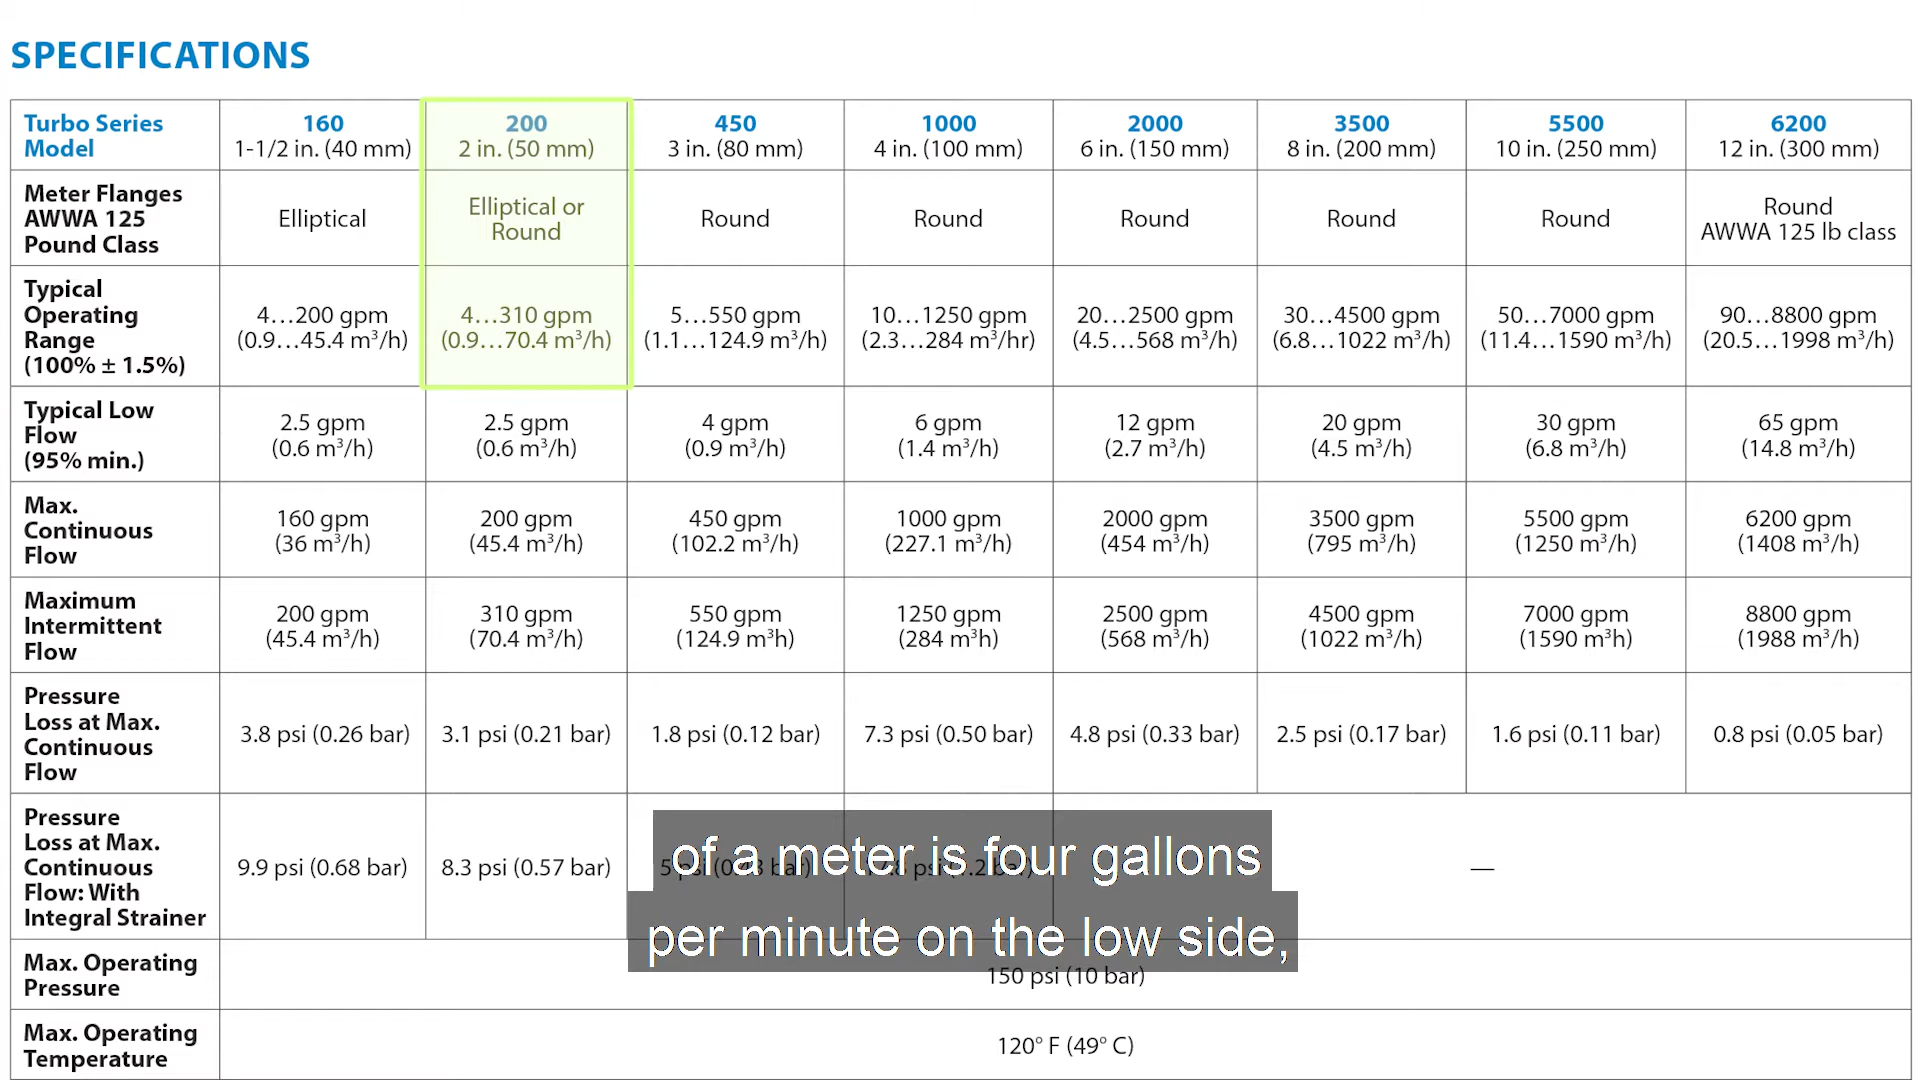 SPECIFICATIONS
Turbo Series Model 160 1-1/2 in. (40 mm) 200 2 in. (50 mm) 450 3 in. (80 mm) 1000 4 in. (100 mm) 2000 6 in. (150 mm) 3500 8 in. (200 mm) 5500 10 in. (250 mm) 6200 12 in. (300 mm)
Meter Flanges AWWA 125 Pound Class Elliptical Elliptical or Round Round Round Round Round Round Round AWWA 125 lb class
Typical Operating Range (100% ± 1.5%) 4...200 gpm (0.9...45.4 m³/h) 4...310 gpm (0.9...70.4 m³/h) 5...550 gpm (1.1...124.9 m³/h) 10...1250 gpm (2.3...284 m³/hr) 20...2500 gpm (4.5...568 m³/h) 30...4500 gpm (6.8...1022 m³/h) 50...7000 gpm (11.4...1590 m³/h) 90...8800 gpm (20.5...1998 m³/h)
Typical Low Flow (95% min.) 2.5 gpm (0.6 m³/h) 2.5 gpm (0.6 m³/h) 4 gpm (0.9 m³/h) 6 gpm (1.4 m³/h) 12 gpm (2.7 m³/h) 20 gpm (4.5 m³/h) 30 gpm (6.8 m³/h) 65 gpm (14.8 m³/h)
Max. Continuous Flow 160 gpm (36 m³/h) 200 gpm (45.4 m³/h) 450 gpm (102.2 m³/h) 1000 gpm (227.1 m³/h) 2000 gpm (454 m³/h) 3500 gpm (795 m³/h) 5500 gpm (1250 m³/h) 6200 gpm (1408 m³/h)
Maximum Intermittent Flow 200 gpm (45.4 m³/h) 310 gpm (70.4 m³/h) 550 gpm (124.9 m³h) 1250 gpm (284 m³h) 2500 gpm (568 m³/h) 4500 gpm (1022 m³/h) 7000 gpm (1590 m³h) 8800 gpm (1988 m³/h)
Pressure Loss at Max. Continuous Flow 3.8 psi (0.26 bar) 3.1 psi (0.21 bar) 1.8 psi (0.12 bar) 7.3 psi (0.50 bar) 4.8 psi (0.33 bar) 2.5 psi (0.17 bar) 1.6 psi (0.11 bar) 0.8 psi (0.05 bar)
Pressure Loss at Max. Continuous Flow: With Integral Strainer 9.9 psi (0.68 bar) 8.3 psi (0.57 bar) —
Max. Operating Pressure 150 psi (10 bar)
Max. Operating Temperature 120° F (49° C)
of a meter is four gallons
per minute on the low side,